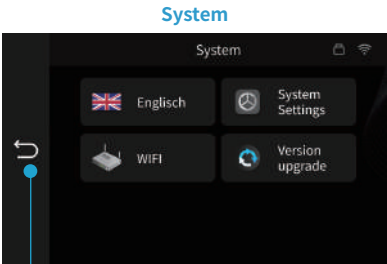 System
System
Englisch
System
Settings
WIFI
Version
upgrade